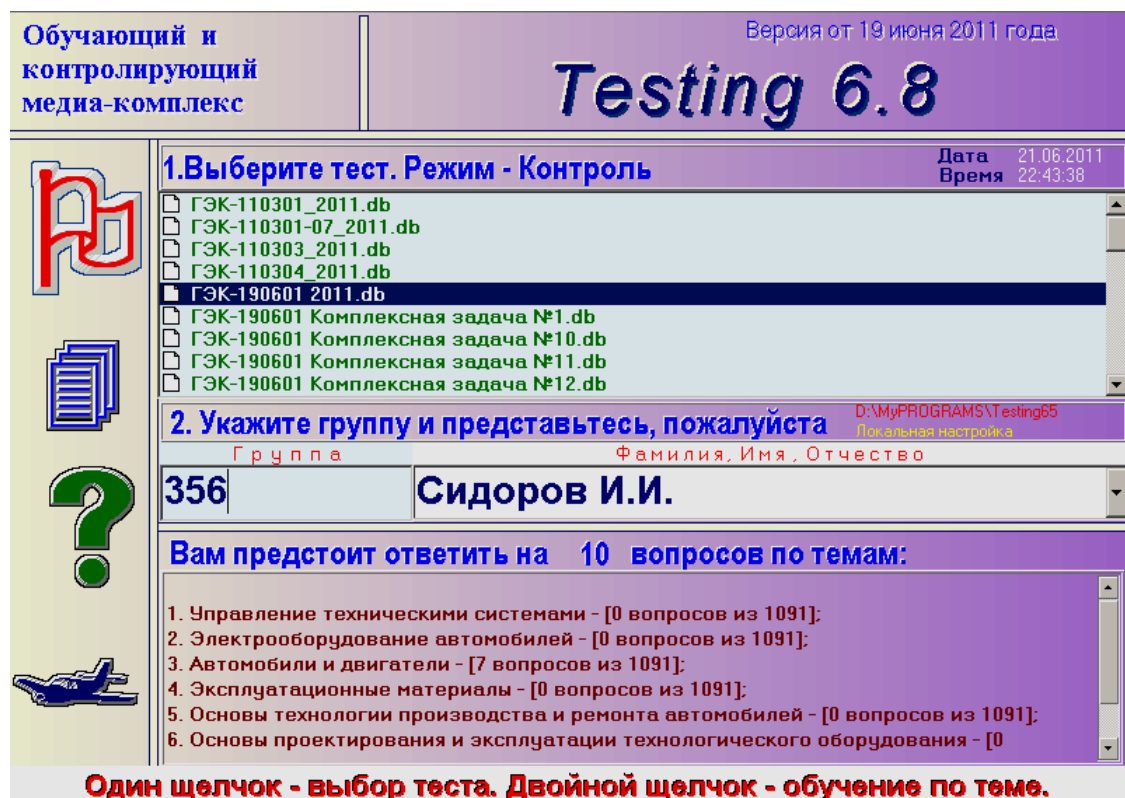 Обучающий и
контролирующий
медиа-комплекс
Версия от 19 июня 2011 года
Testing 6.8
1.Выберите тест. Режим - Контроль
Дата 21.06.2011
Время 22:43:38
ГЭК-110301_2011.db
ГЭК-110301-07_2011.db
ГЭК-110303_2011.db
ГЭК-110304_2011.db
ГЭК-190601 2011.db
ГЭК-190601 Комплексная задача №1.db
ГЭК-190601 Комплексная задача №10.db
ГЭК-190601 Комплексная задача №11.db
ГЭК-190601 Комплексная задача №12.db
2. Укажите группу и представьтесь, пожалуйста
D:\MyPROGRAMS\Testing65
Локальная настройка
Группа
Фамилия, Имя, Отчество
356
Сидоров И.И.
Вам предстоит ответить на 10 вопросов по темам:
1. Управление техническими системами - [0 вопросов из 1091];
2. Электрооборудование автомобилей - [0 вопросов из 1091];
3. Автомобили и двигатели - [7 вопросов из 1091];
4. Эксплуатационные материалы - [0 вопросов из 1091];
5. Основы технологии производства и ремонта автомобилей - [0 вопросов из 1091];
6. Основы проектирования и эксплуатации технологического оборудования - [0
Один щелчок - выбор теста. Двойной щелчок - обучение по теме.